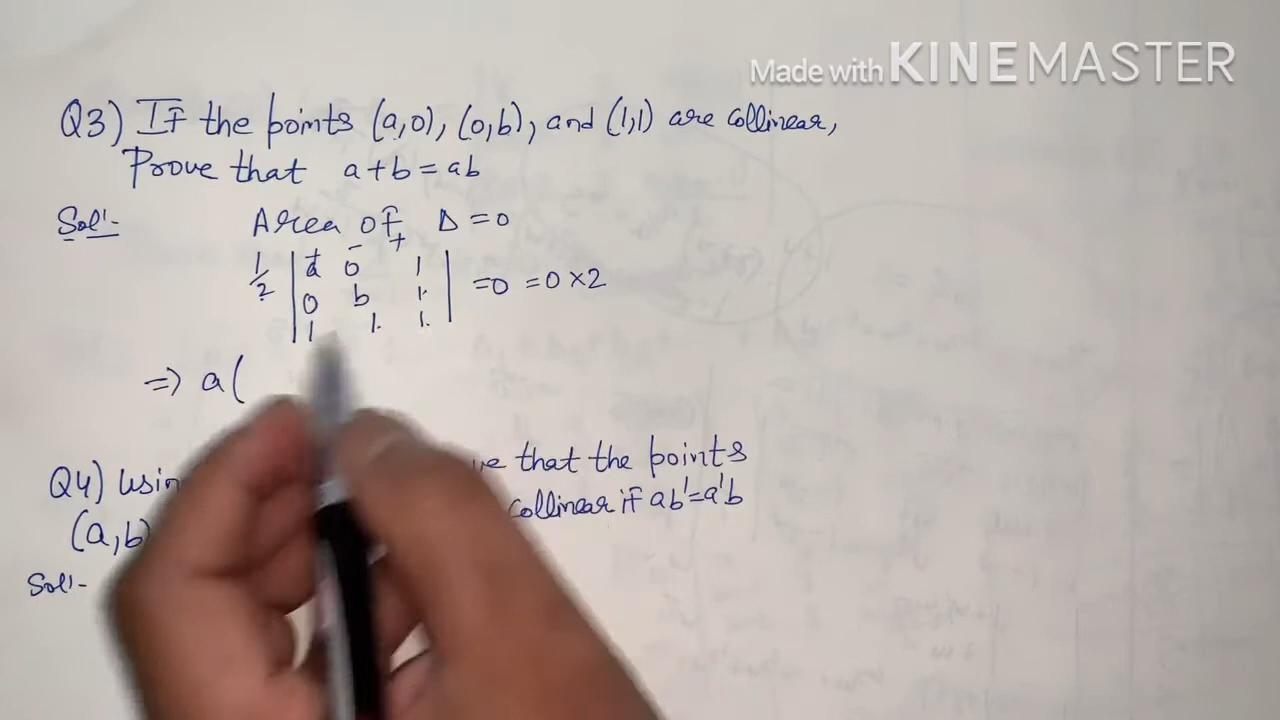 Made with KINEMASTER
Q3) If the points (a,0), (0,b), and (1,1) are collinear,
Prove that a+b=ab
Sol:-
Area of Δ =0
+ - +
1/2 | a 0 1 | =0 =0×2
0 b 1
1 1 1
=> a(
Q4) that the points
(a,b) collinear if ab'=a'b
Sol:-